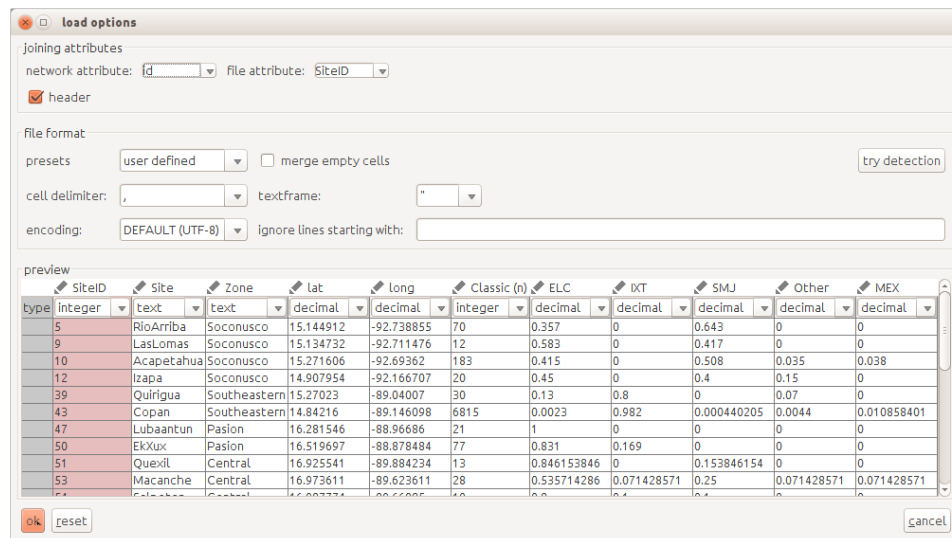 load options
joining attributes
network attribute: id file attribute: SiteID
header
file format
presets user defined merge empty cells try detection
cell delimiter: , textframe: "
encoding: DEFAULT (UTF-8) ignore lines starting with:
preview
SiteID Site Zone lat long Classic (n) ELC IXT SMJ Other MEX
type integer text text decimal decimal integer decimal decimal decimal decimal decimal
5 RioArriba Soconusco 15.144912 -92.738855 70 0.357 0 0.643 0 0
9 LasLomas Soconusco 15.134732 -92.711476 12 0.583 0 0.417 0 0
10 Acapetahua Soconusco 15.271606 -92.69362 183 0.415 0 0.508 0.035 0.038
12 Izapa Soconusco 14.907954 -92.166707 20 0.45 0 0.4 0.15 0
39 Quirigua Southeastern 15.27023 -89.04007 30 0.13 0.8 0 0.07 0
43 Copan Southeastern 14.84216 -89.146098 6815 0.0023 0.982 0.000440205 0.0044 0.010858401
47 Lubaantun Pasion 16.281546 -88.96686 21 1 0 0 0 0
50 EkXux Pasion 16.519697 -88.878484 77 0.831 0.169 0 0 0
51 Quexil Central 16.925541 -89.884234 13 0.846153846 0 0.153846154 0 0
53 Macanche Central 16.973611 -89.623611 28 0.535714286 0.071428571 0.25 0.071428571 0.071428571
ok reset cancel